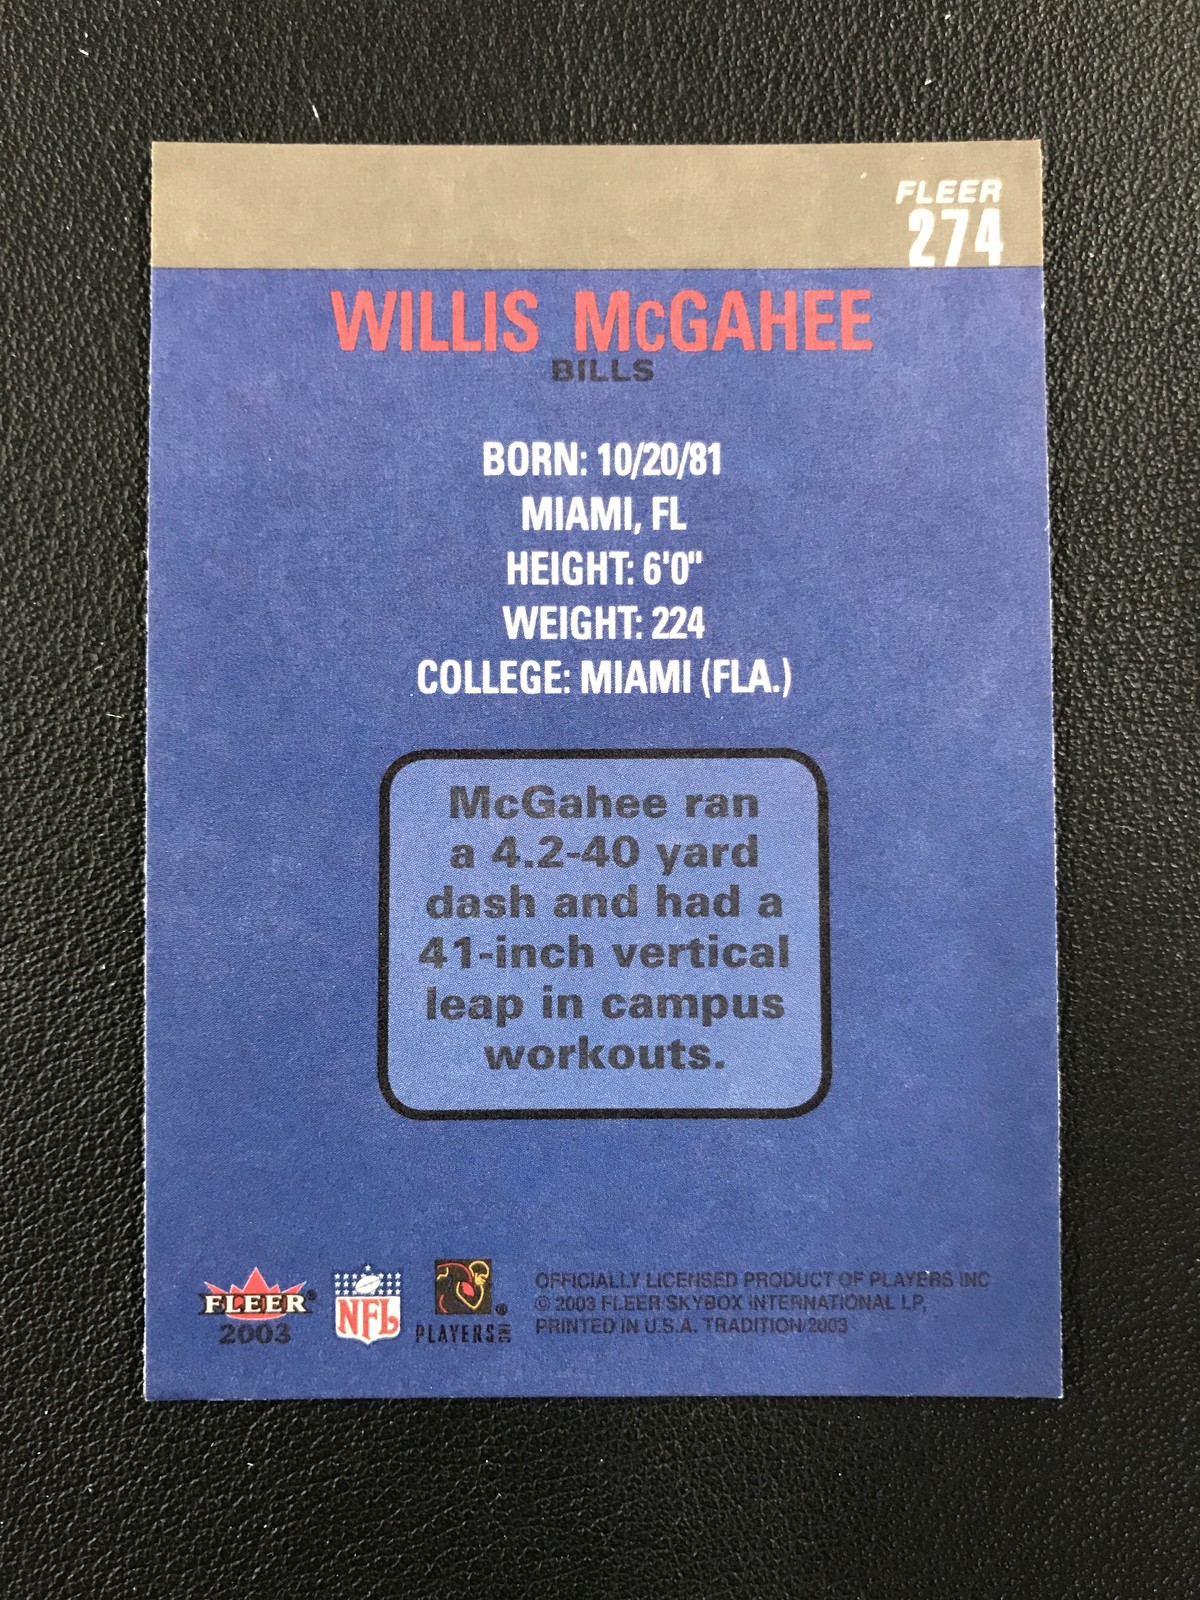 FLEER
274
WILLIS McGAHEE
BILLS
BORN: 10/20/81
MIAMI, FL
HEIGHT: 6'0"
WEIGHT: 224
COLLEGE: MIAMI (FLA.)
McGahee ran
a 4.2-40 yard
dash and had a
41-inch vertical
leap in campus
workouts.
FLEER®
2003
NFL
PLAYERS INC ®
OFFICIALLY LICENSED PRODUCT OF PLAYERS INC
© 2003 FLEER/SKYBOX INTERNATIONAL LP,
PRINTED IN U.S.A. TRADITION/2003